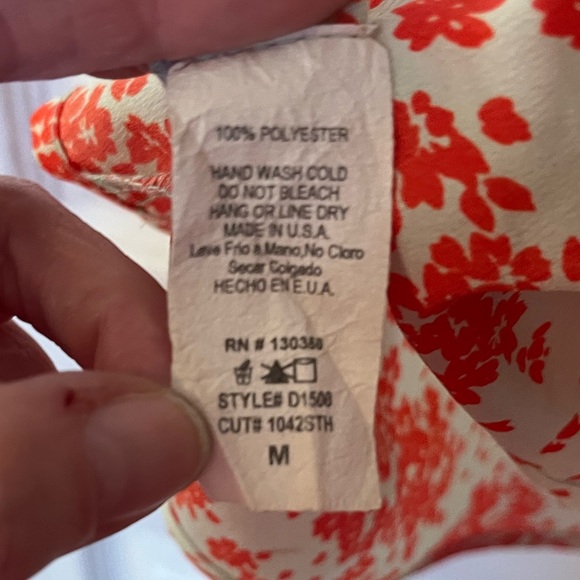 100% POLYESTER
HAND WASH COLD
DO NOT BLEACH
HANG OR LINE DRY
MADE IN U.S.A.
Lave Frio a Mano,No Cloro
Secar Colgado
HECHO EN E.U.A.
RN # 130388
STYLE# D1508
CUT# 1042STH
M